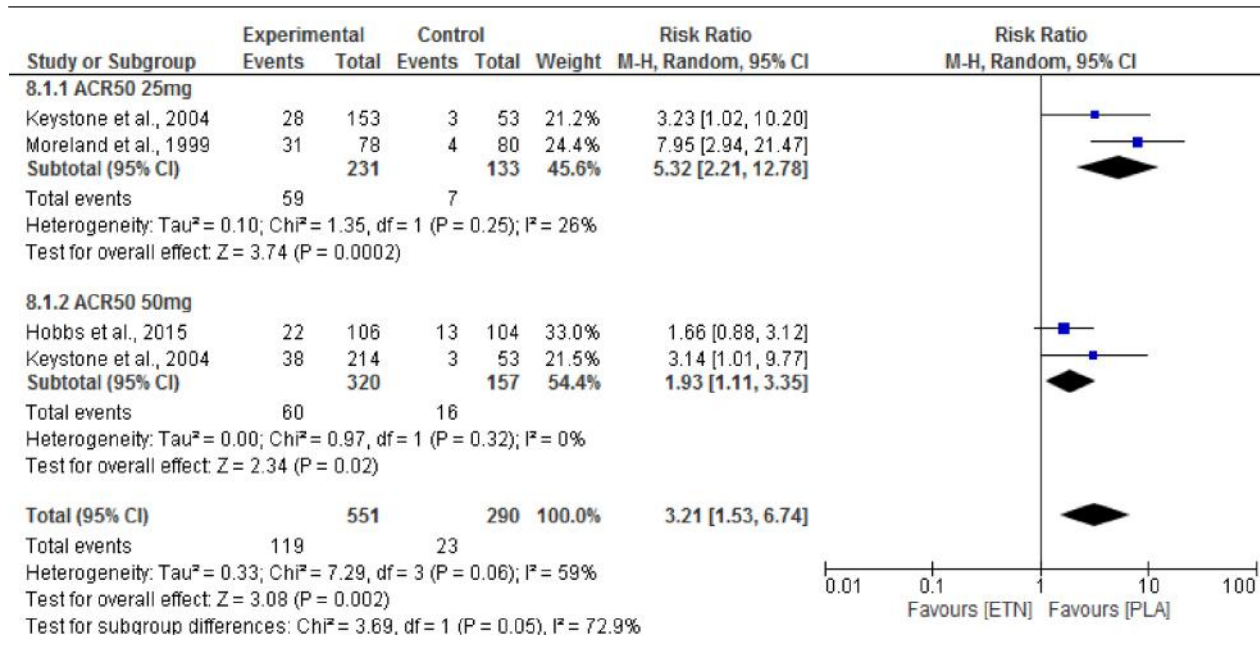 Experimental Control Risk Ratio Risk Ratio
Study or Subgroup Events Total Events Total Weight M-H, Random, 95% CI M-H, Random, 95% CI
8.1.1 ACR50 25mg
Keystone et al., 2004 28 153 3 53 21.2% 3.23 [1.02, 10.20]
Moreland et al., 1999 31 78 4 80 24.4% 7.95 [2.94, 21.47]
Subtotal (95% CI) 231 133 45.6% 5.32 [2.21, 12.78]
Total events 59 7
Heterogeneity: Tau² = 0.10; Chi² = 1.35, df = 1 (P = 0.25); I² = 26%
Test for overall effect: Z = 3.74 (P = 0.0002)
8.1.2 ACR50 50mg
Hobbs et al., 2015 22 106 13 104 33.0% 1.66 [0.88, 3.12]
Keystone et al., 2004 38 214 3 53 21.5% 3.14 [1.01, 9.77]
Subtotal (95% CI) 320 157 54.4% 1.93 [1.11, 3.35]
Total events 60 16
Heterogeneity: Tau² = 0.00; Chi² = 0.97, df = 1 (P = 0.32); I² = 0%
Test for overall effect: Z = 2.34 (P = 0.02)
Total (95% CI) 551 290 100.0% 3.21 [1.53, 6.74]
Total events 119 23
Heterogeneity: Tau² = 0.33; Chi² = 7.29, df = 3 (P = 0.06); I² = 59%
Test for overall effect: Z = 3.08 (P = 0.002)
Test for subgroup differences: Chi² = 3.69, df = 1 (P = 0.05), I² = 72.9%
0.01 0.1 1 10 100
Favours [ETN] Favours [PLA]